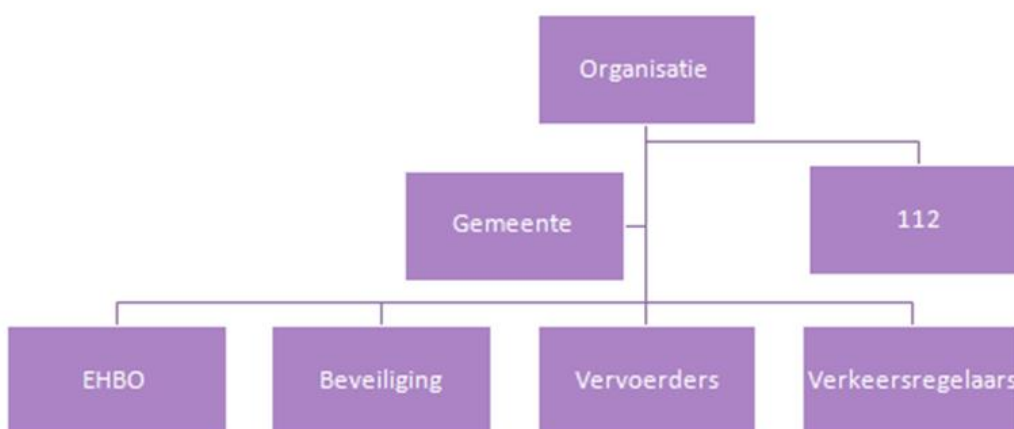 Organisatie
Gemeente
112
EHBO
Beveiliging
Vervoerders
Verkeersregelaars